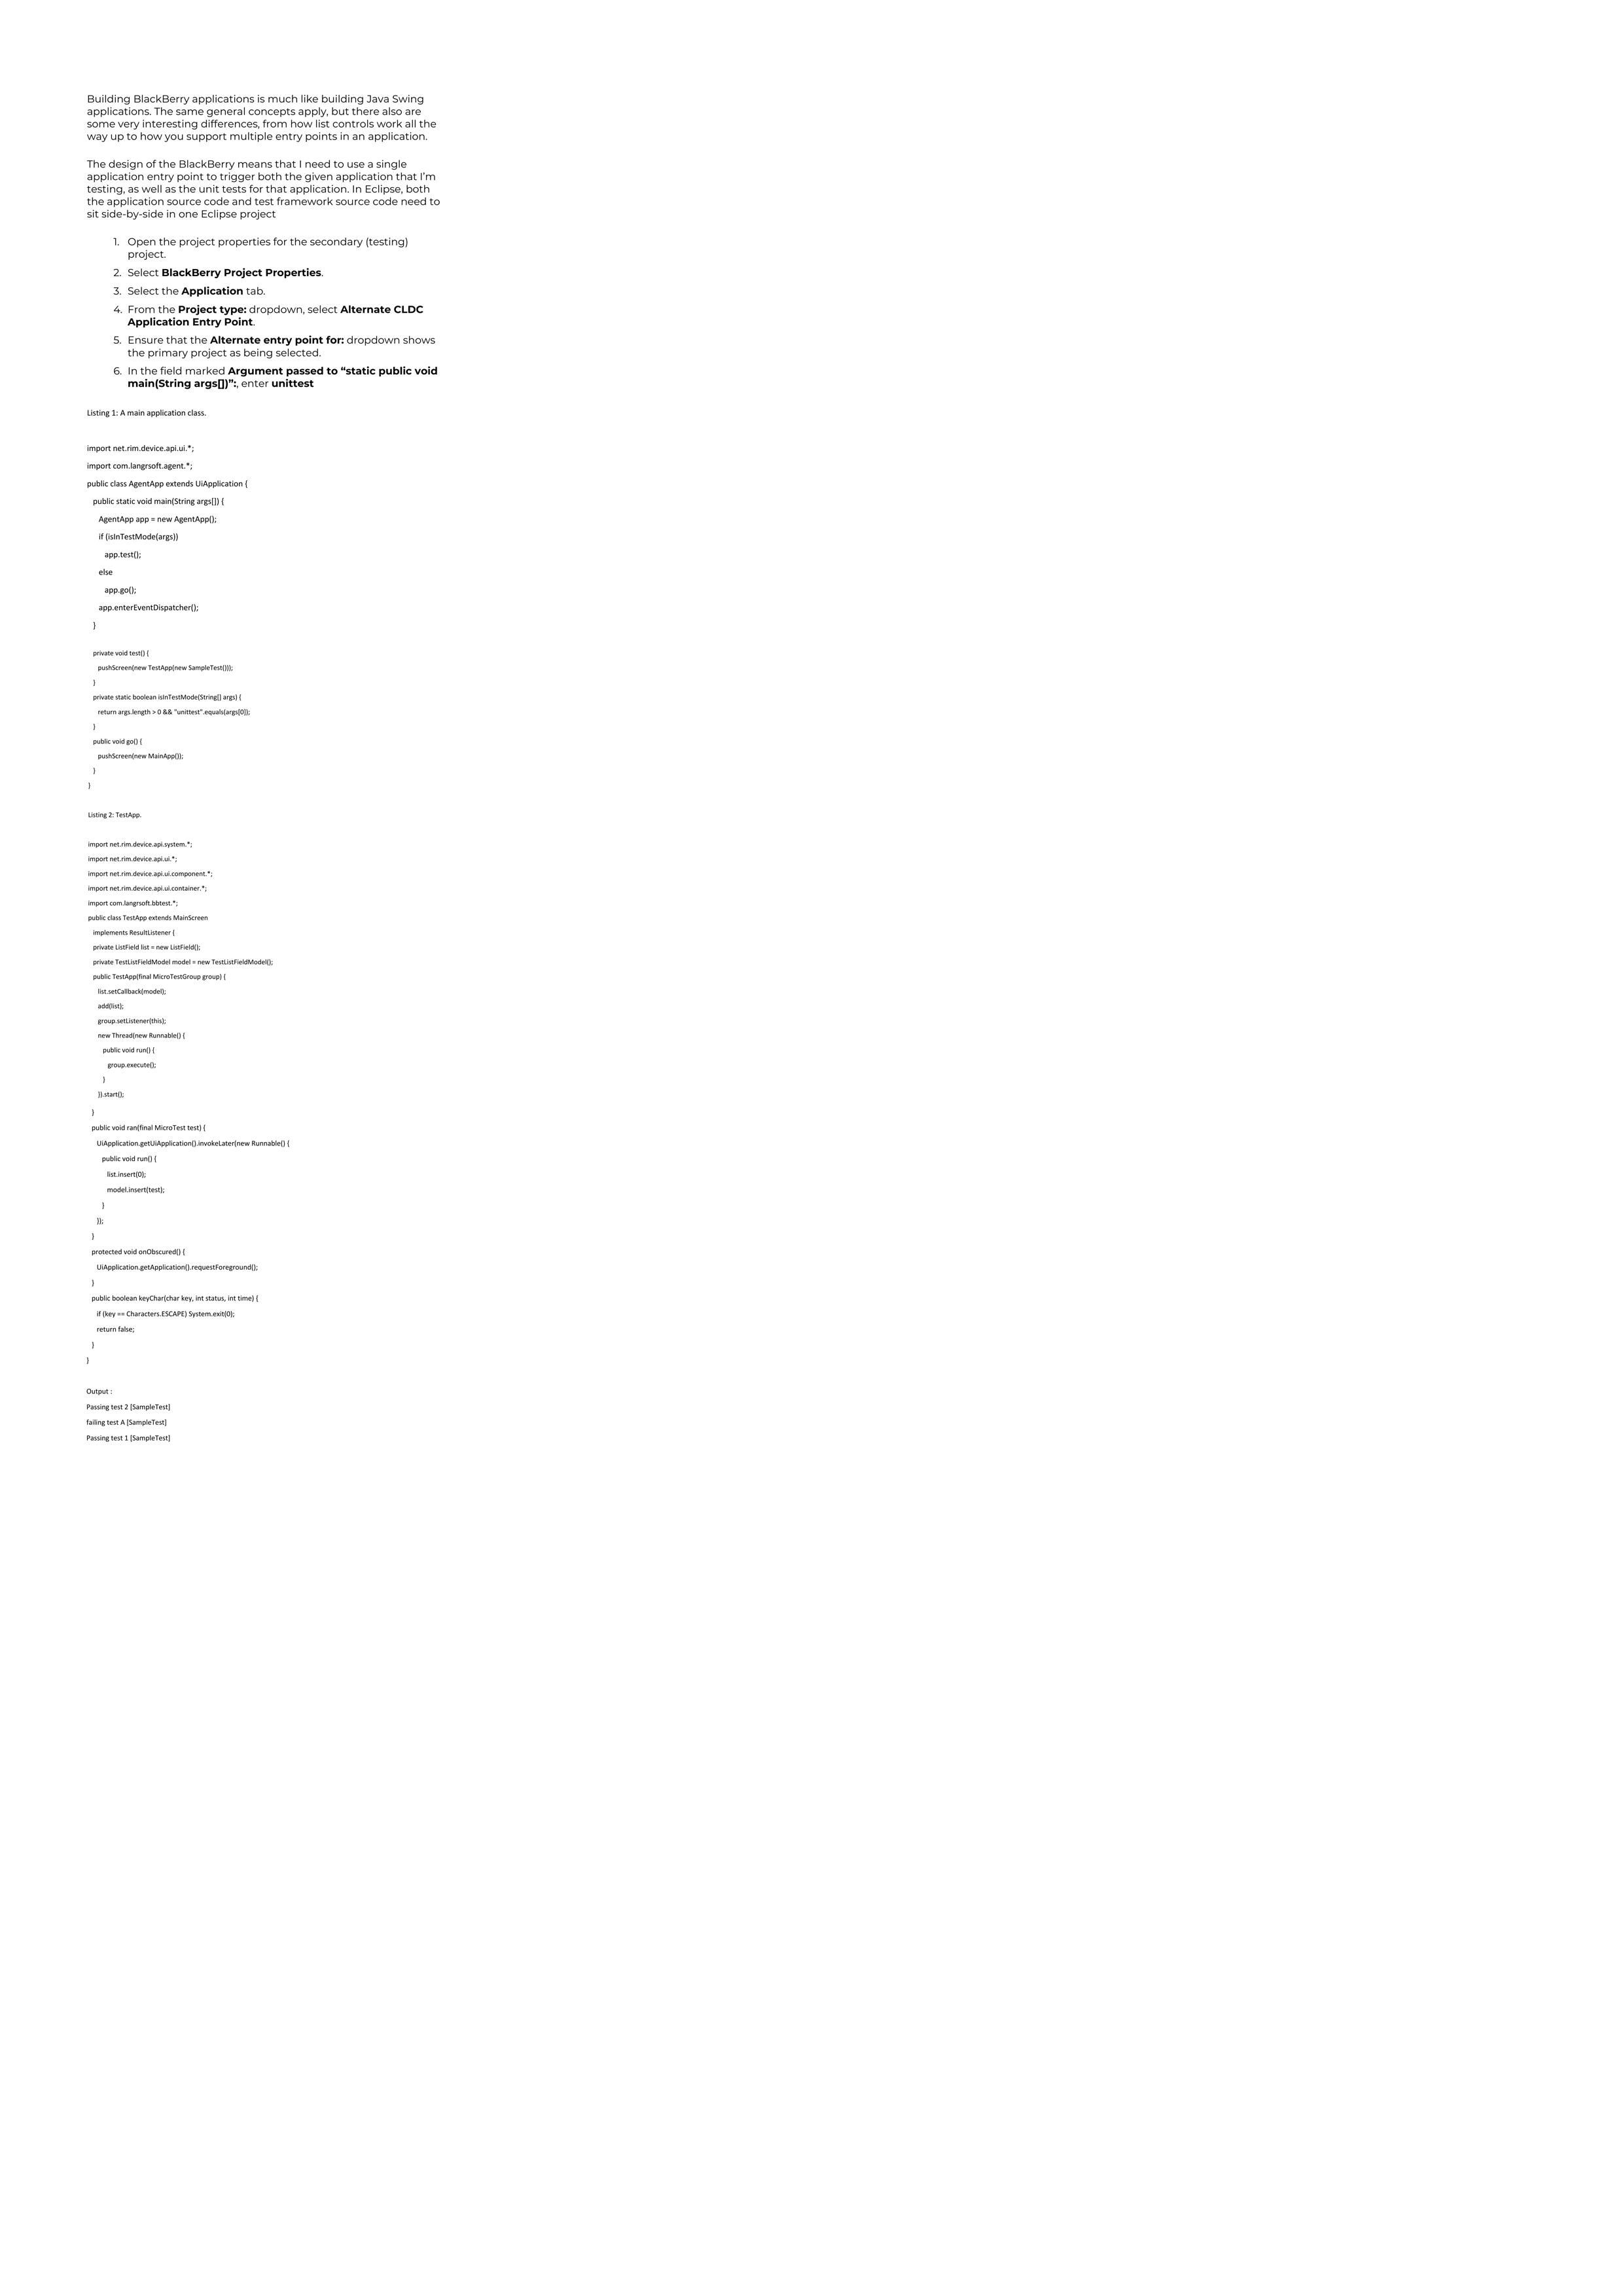 Building BlackBerry applications is much like building Java Swing
applications. The same general concepts apply, but there also are
some very interesting differences, from how list controls work all the
way up to how you support multiple entry points in an application.
The design of the BlackBerry means that I need to use a single
application entry point to trigger both the given application that I’m
testing, as well as the unit tests for that application. In Eclipse, both
the application source code and test framework source code need to
sit side-by-side in one Eclipse project
1. Open the project properties for the secondary (testing)
project.
2. Select BlackBerry Project Properties.
3. Select the Application tab.
4. From the Project type: dropdown, select Alternate CLDC
Application Entry Point.
5. Ensure that the Alternate entry point for: dropdown shows
the primary project as being selected.
6. In the field marked Argument passed to “static public void
main(String args[])”:, enter unittest
Listing 1: A main application class.
import net.rim.device.api.ui.*;
import com.langrsoft.agent.*;
public class AgentApp extends UiApplication {
public static void main(String args[]) {
AgentApp app = new AgentApp();
if (isInTestMode(args))
app.test();
else
app.go();
app.enterEventDispatcher();
}
private void test() {
pushScreen(new TestApp(new SampleTest()));
}
private static boolean isInTestMode(String[] args) {
return args.length > 0 && "unittest".equals(args[0]);
}
public void go() {
pushScreen(new MainApp());
}
}
Listing 2: TestApp.
import net.rim.device.api.system.*;
import net.rim.device.api.ui.*;
import net.rim.device.api.ui.component.*;
import net.rim.device.api.ui.container.*;
import com.langrsoft.bbtest.*;
public class TestApp extends MainScreen
implements ResultListener {
private ListField list = new ListField();
private TestListFieldModel model = new TestListFieldModel();
public TestApp(final MicroTestGroup group) {
list.setCallback(model);
add(list);
group.setListener(this);
new Thread(new Runnable() {
public void run() {
group.execute();
}
}).start();
}
public void ran(final MicroTest test) {
UiApplication.getUiApplication().invokeLater(new Runnable() {
public void run() {
list.insert(0);
model.insert(test);
}
});
}
protected void onObscured() {
UiApplication.getApplication().requestForeground();
}
public boolean keyChar(char key, int status, int time) {
if (key == Characters.ESCAPE) System.exit(0);
return false;
}
}
Output :
Passing test 2 [SampleTest]
failing test A [SampleTest]
Passing test 1 [SampleTest]